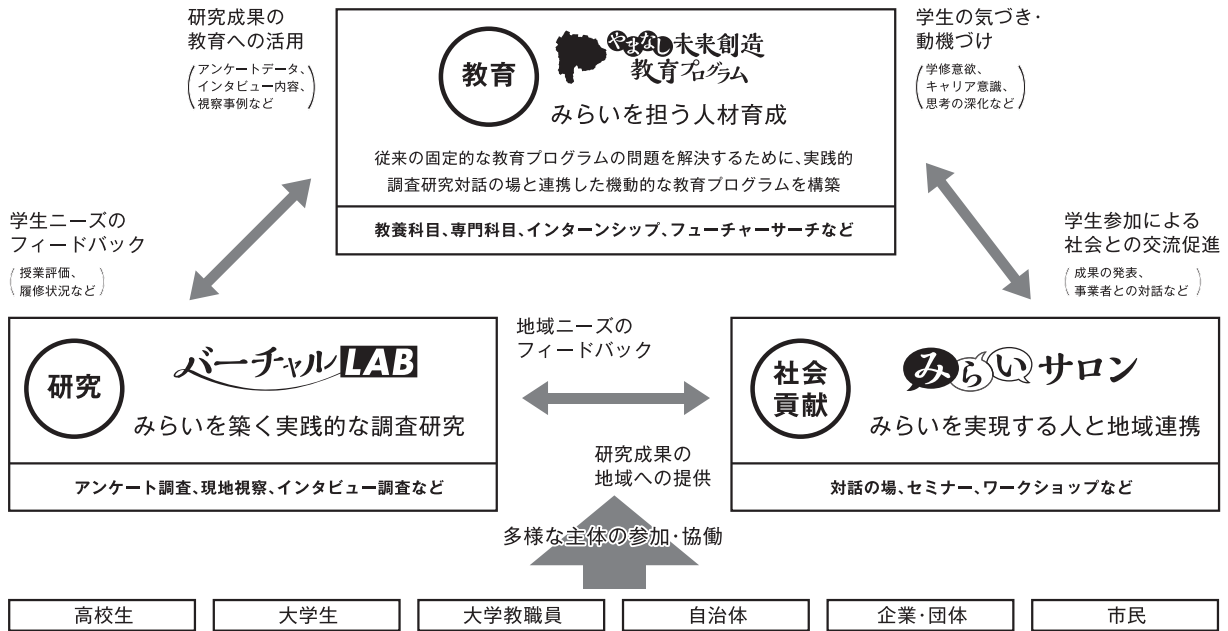 研究成果の
教育への活用
(アンケートデータ、
インタビュー内容、
視察事例など)
教育
やまなし未来創造
教育プログラム
みらいを担う人材育成
従来の固定的な教育プログラムの問題を解決するために、実践的
調査研究対話の場と連携した機動的な教育プログラムを構築
教養科目、専門科目、インターンシップ、フューチャーサーチなど
学生の気づき・
動機づけ
(学修意欲、
キャリア意識、
思考の深化など)
学生ニーズの
フィードバック
(授業評価、
履修状況など)
学生参加による
社会との交流促進
(成果の発表、
事業者との対話など)
研究
バーチャルLAB
みらいを築く実践的な調査研究
アンケート調査、現地視察、インタビュー調査など
地域ニーズの
フィードバック
研究成果の
地域への提供
社会
貢献
みらいサロン
みらいを実現する人と地域連携
対話の場、セミナー、ワークショップなど
多様な主体の参加・協働
高校生
大学生
大学教職員
自治体
企業・団体
市民